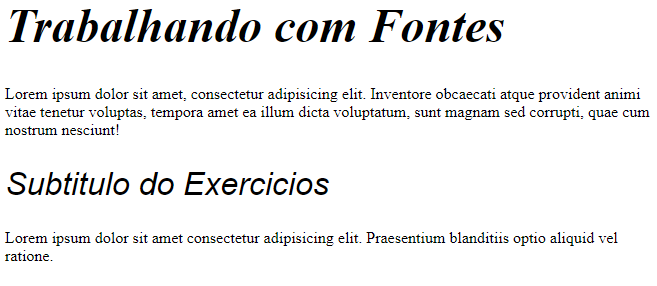 Trabalhando com Fontes
Lorem ipsum dolor sit amet, consectetur adipisicing elit. Inventore obcaecati atque provident animi
vitae tenetur voluptas, tempora amet ea illum dicta voluptatum, sunt magnam sed corrupti, quae cum
nostrum nesciunt!
Subtitulo do Exercicios
Lorem ipsum dolor sit amet consectetur adipisicing elit. Praesentium blanditiis optio aliquid vel
ratione.